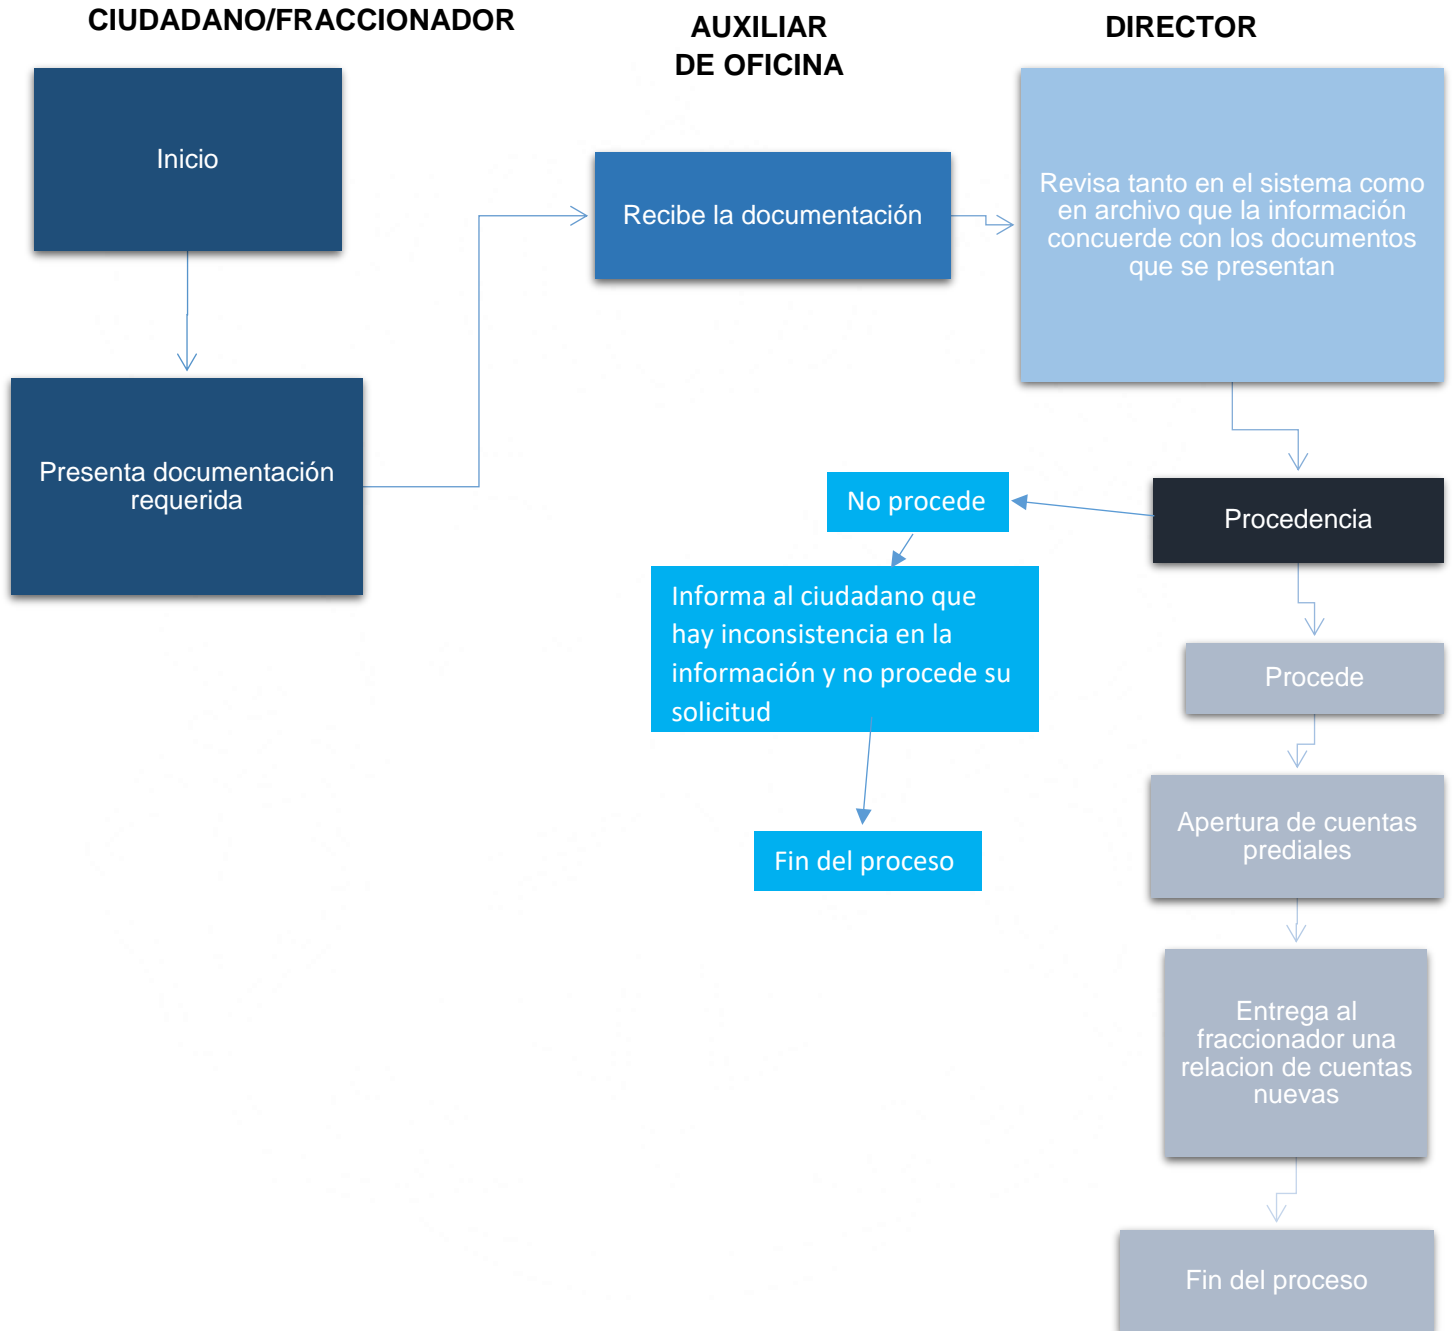 CIUDADANO/FRACCIONADOR
AUXILIAR
DE OFICINA
DIRECTOR
Inicio
Recibe la documentación
Revisa tanto en el sistema como
en archivo que la información
concuerde con los documentos
que se presentan
Presenta documentación
requerida
No procede
Procedencia
Informa al ciudadano que
hay inconsistencia en la
información y no procede su
solicitud
Procede
Apertura de cuentas
prediales
Fin del proceso
Entrega al
fraccionador una
relacion de cuentas
nuevas
Fin del proceso